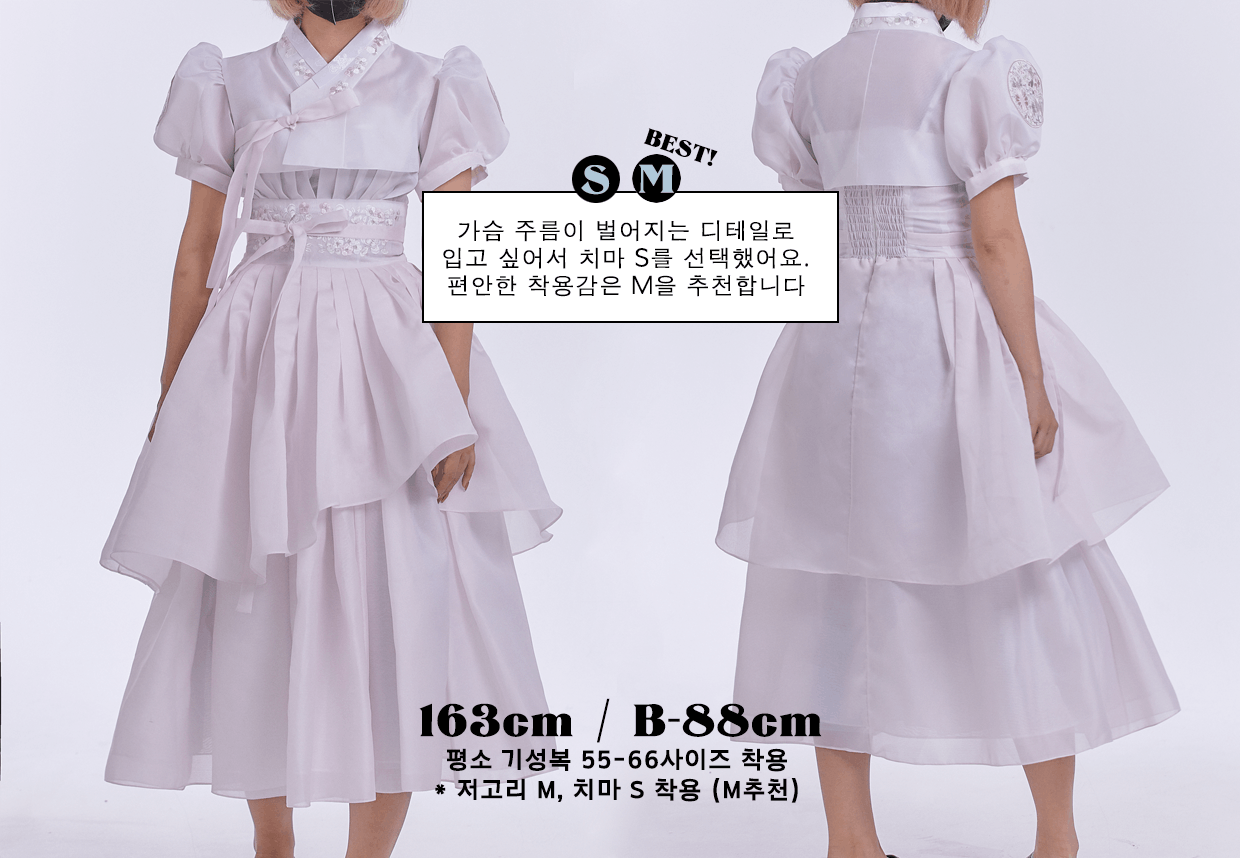 BEST!
S M
가슴 주름이 벌어지는 디테일로
입고 싶어서 치마 S를 선택했어요.
편안한 착용감은 M을 추천합니다
163cm / B-88cm
평소 기성복 55-66사이즈 착용
* 저고리 M, 치마 S 착용 (M추천)